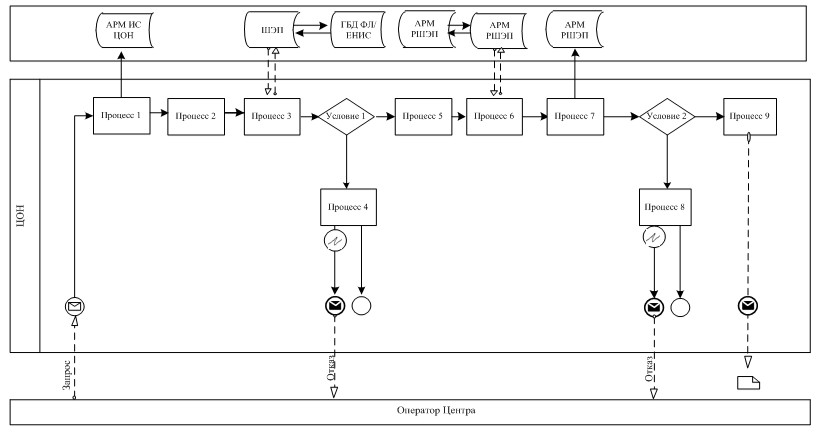 АРМ ИС
ЦОН
ШЭП
ГБД ФЛ/
ЕНИС
АРМ
РШЭП
АРМ
РШЭП
АРМ
РШЭП
ЦОН
Процесс 1
Процесс 2
Процесс 3
Условие 1
Процесс 5
Процесс 6
Процесс 7
Условие 2
Процесс 9
Процесс 4
Процесс 8
Запрос
Отказ
Отказ
Оператор Центра